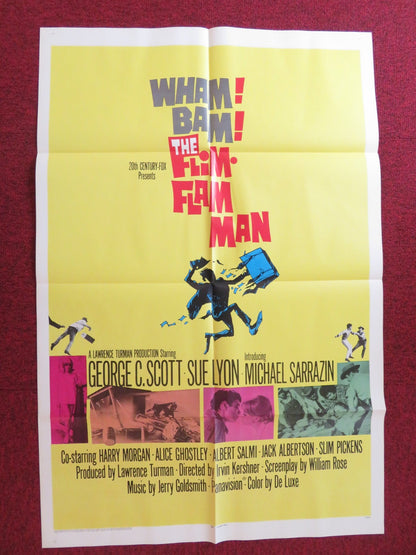 WHAM!
BAM!
THE
20th CENTURY-FOX
Presents
FLIM-
FLAM
MAN
A LAWRENCE TURMAN PRODUCTION Starring
Introducing
GEORGE C. SCOTT · SUE LYON · MICHAEL SARRAZIN
Co-starring HARRY MORGAN · ALICE GHOSTLEY · ALBERT SALMI · JACK ALBERTSON · SLIM PICKENS
Produced by Lawrence Turman · Directed by Irvin Kershner · Screenplay by William Rose
Music by Jerry Goldsmith · Panavision® Color by De Luxe